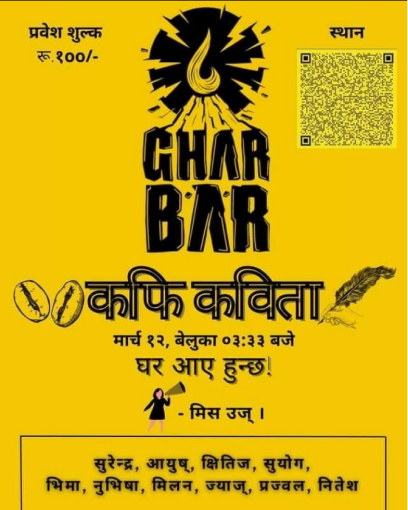 प्रवेश शुल्क
रू.१००/-
स्थान
GHAR
BAR
कफि कविता
मार्च १२, बेलुका ०३:३३ बजे
घर आए हुन्छ!
- मिस उज् ।
सुरेन्द्र, आयुष्, क्षितिज, सुयोग,
भिमा, नुभिषा, मिलन, ज्याज्, प्रज्वल, नितेश